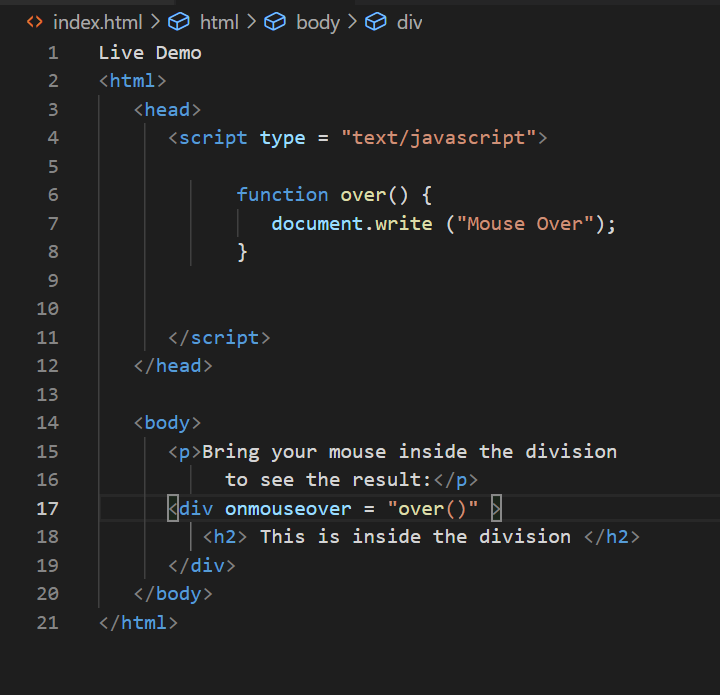 <> index.html > html > body > div
1 Live Demo
2 <html>
3 <head>
4 <script type = "text/javascript">
5
6 function over() {
7 document.write ("Mouse Over");
8 }
9
10
11 </script>
12 </head>
13
14 <body>
15 <p>Bring your mouse inside the division
16 to see the result:</p>
17 <div onmouseover = "over()" >
18 <h2> This is inside the division </h2>
19 </div>
20 </body>
21 </html>